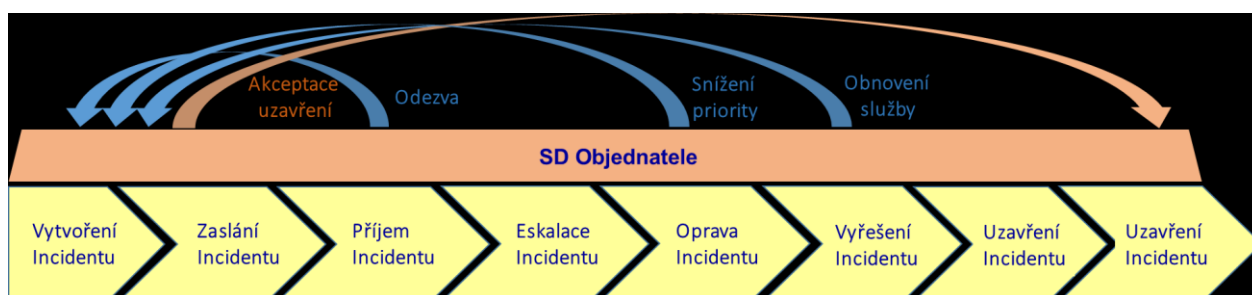 Akceptace
uzavření
Odezva
Snížení
priority
Obnovení
služby
SD Objednatele
Vytvoření
Incidentu
Zaslání
Incidentu
Příjem
Incidentu
Eskalace
Incidentu
Oprava
Incidentu
Vyřešení
Incidentu
Uzavření
Incidentu
Uzavření
Incidentu